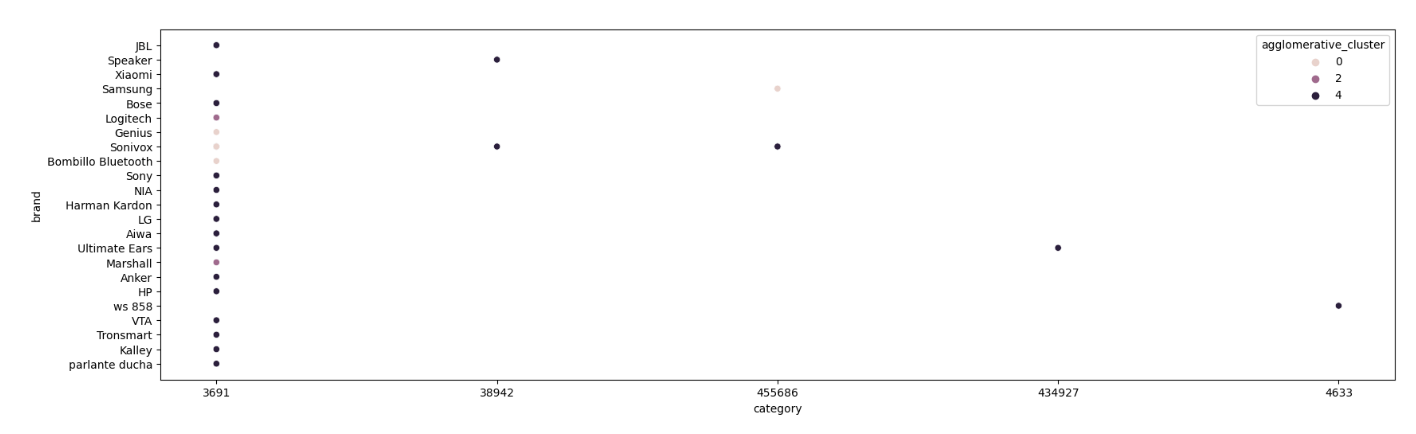 agglomerative_cluster
0
2
4
brand
JBL
Speaker
Xiaomi
Samsung
Bose
Logitech
Genius
Sonivox
Bombillo Bluetooth
Sony
NIA
Harman Kardon
LG
Aiwa
Ultimate Ears
Marshall
Anker
HP
ws 858
VTA
Tronsmart
Kalley
parlante ducha
3691 38942 455686 434927 4633
category